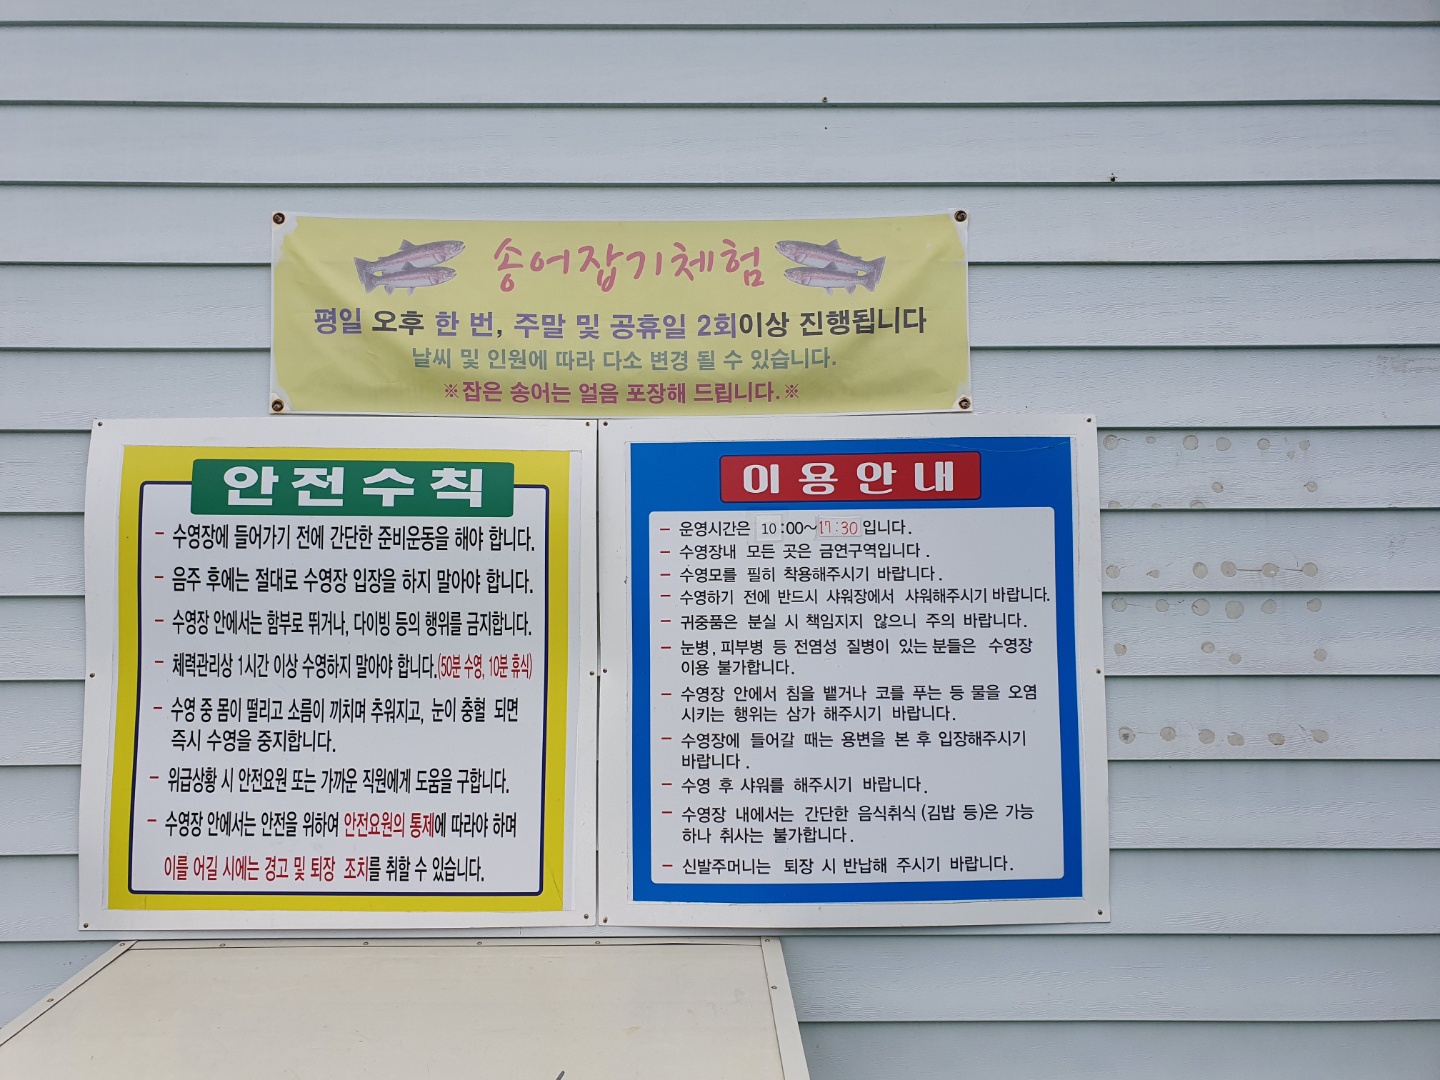 송어잡기체험
평일 오후 한 번, 주말 및 공휴일 2회이상 진행됩니다
날씨 및 인원에 따라 다소 변경 될 수 있습니다.
※잡은 송어는 얼음 포장해 드립니다.※
안전수칙
- 수영장에 들어가기 전에 간단한 준비운동을 해야 합니다.
- 음주 후에는 절대로 수영장 입장을 하지 말아야 합니다.
- 수영장 안에서는 함부로 뛰거나, 다이빙 등의 행위를 금지합니다.
- 체력관리상 1시간 이상 수영하지 말아야 합니다.(50분 수영, 10분 휴식)
- 수영 중 몸이 떨리고 소름이 끼치며 추워지고, 눈이 충혈 되면
즉시 수영을 중지합니다.
- 위급상황 시 안전요원 또는 가까운 직원에게 도움을 구합니다.
- 수영장 안에서는 안전을 위하여 안전요원의 통제에 따라야 하며
이를 어길 시에는 경고 및 퇴장 조치를 취할 수 있습니다.
이용안내
- 운영시간은 10:00~17:30 입니다.
- 수영장내 모든 곳은 금연구역입니다.
- 수영모를 필히 착용해주시기 바랍니다.
- 수영하기 전에 반드시 샤워장에서 샤워해주시기 바랍니다.
- 귀중품은 분실 시 책임지지 않으니 주의 바랍니다.
- 눈병, 피부병 등 전염성 질병이 있는 분들은 수영장
이용 불가합니다.
- 수영장 안에서 침을 뱉거나 코를 푸는 등 물을 오염
시키는 행위는 삼가 해주시기 바랍니다.
- 수영장에 들어갈 때는 용변을 본 후 입장해주시기
바랍니다.
- 수영 후 샤워를 해주시기 바랍니다.
- 수영장 내에서는 간단한 음식취식(김밥 등)은 가능
하나 취사는 불가합니다.
- 신발주머니는 퇴장 시 반납해 주시기 바랍니다.